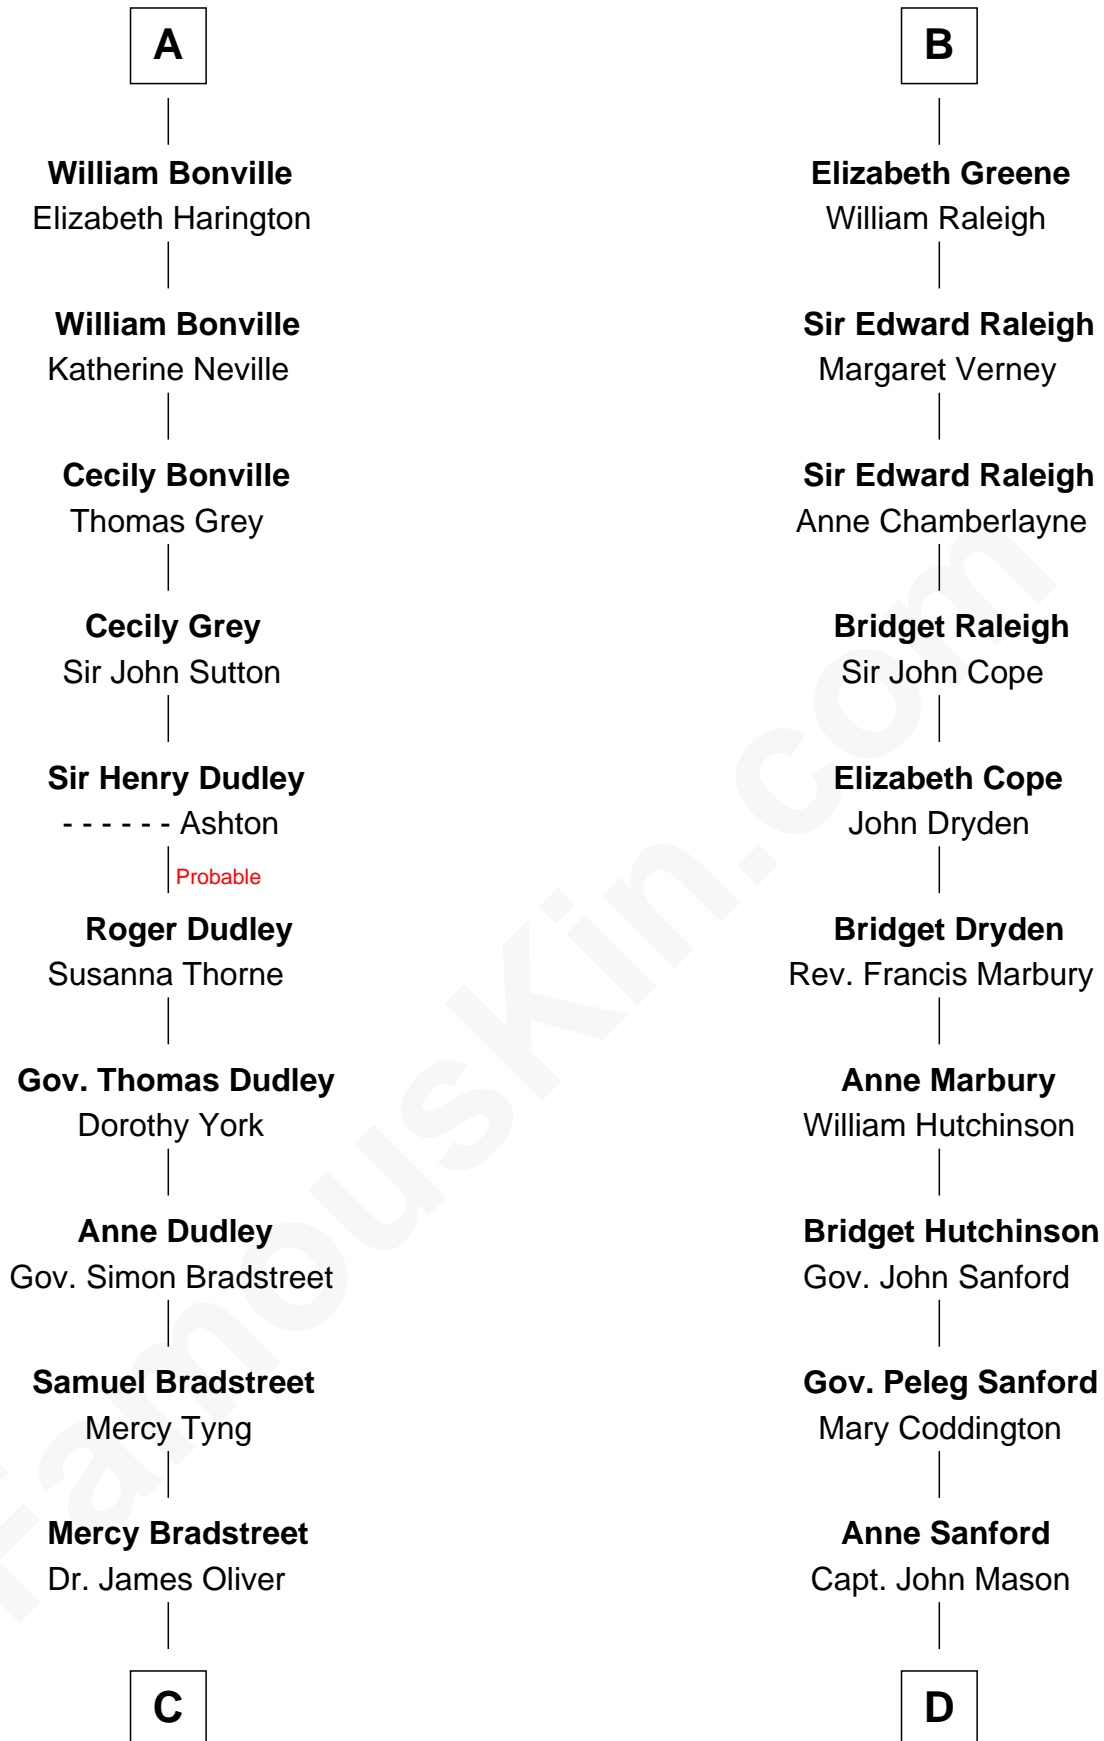 A
William Bonville
Elizabeth Harington
William Bonville
Katherine Neville
Cecily Bonville
Thomas Grey
Cecily Grey
Sir John Sutton
Sir Henry Dudley
- - - - - - Ashton
Probable
Roger Dudley
Susanna Thorne
Gov. Thomas Dudley
Dorothy York
Anne Dudley
Gov. Simon Bradstreet
Samuel Bradstreet
Mercy Tyng
Mercy Bradstreet
Dr. James Oliver
C
B
Elizabeth Greene
William Raleigh
Sir Edward Raleigh
Margaret Verney
Sir Edward Raleigh
Anne Chamberlayne
Bridget Raleigh
Sir John Cope
Elizabeth Cope
John Dryden
Bridget Dryden
Rev. Francis Marbury
Anne Marbury
William Hutchinson
Bridget Hutchinson
Gov. John Sanford
Gov. Peleg Sanford
Mary Coddington
Anne Sanford
Capt. John Mason
D
FamousKin.com